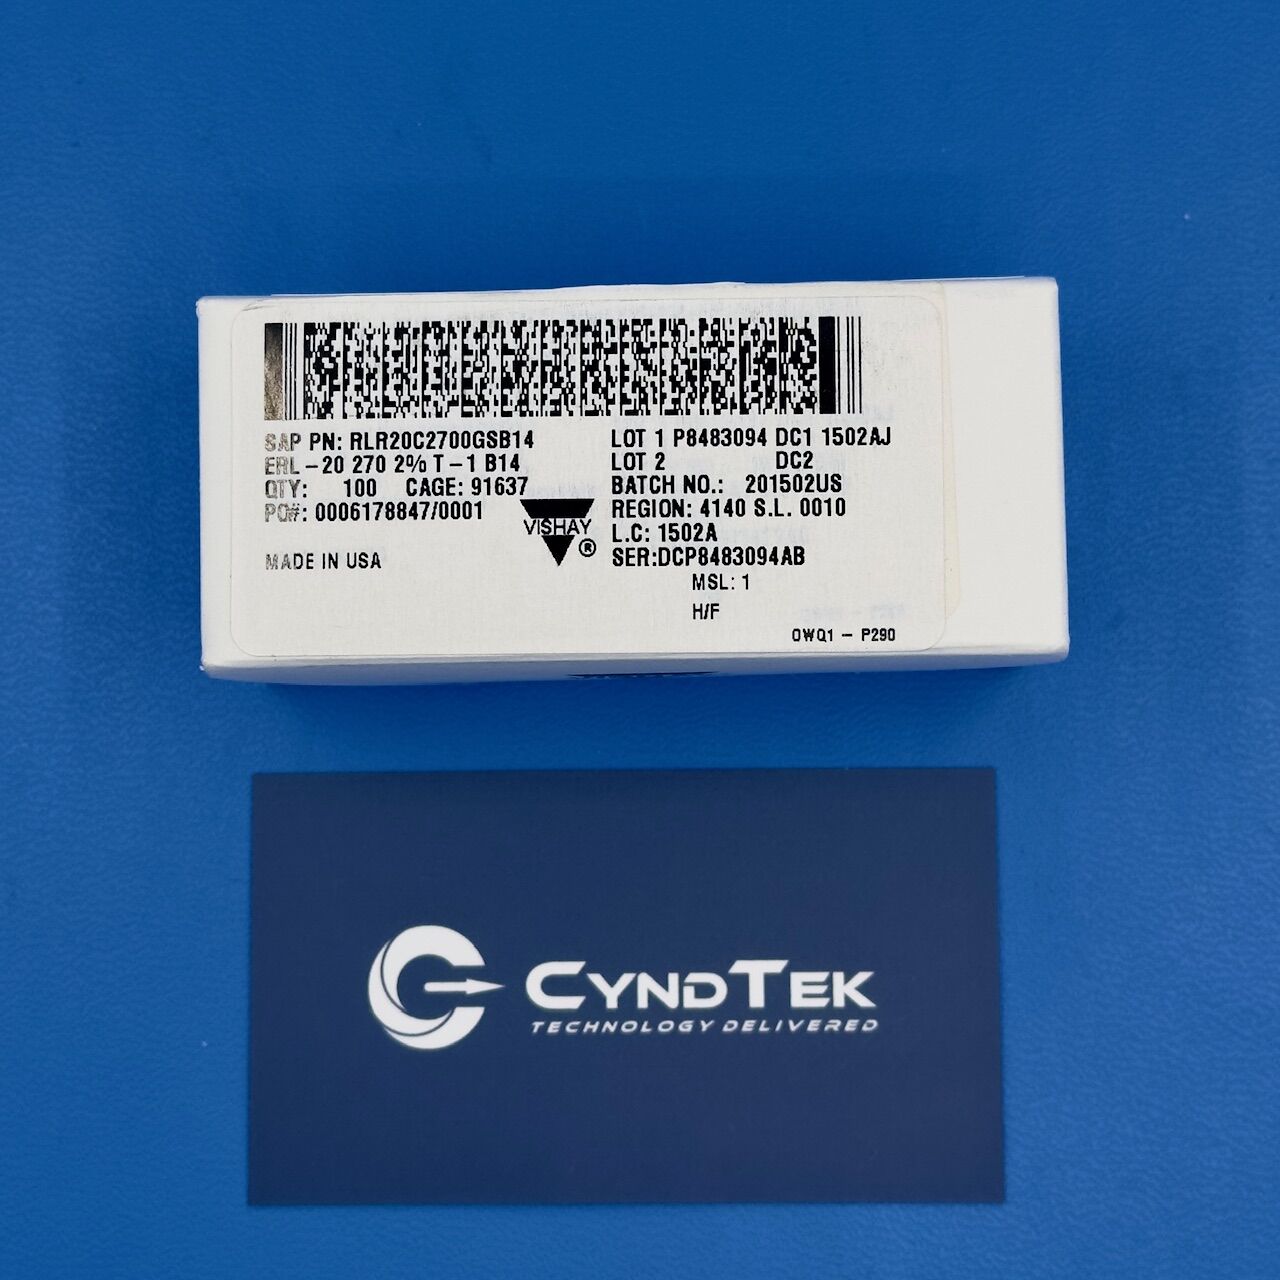 SAP PN: RLR20C2700GSB14
ERL-20 270 2% T-1 B14
QTY: 100 CAGE: 91637
PO#: 0006178847/0001
MADE IN USA
VISHAY
®
LOT 1 P8483094 DC1 1502AJ
LOT 2 DC2
BATCH NO.: 201502US
REGION: 4140 S.L. 0010
L.C: 1502A
SER:DCP8483094AB
MSL: 1
H/F
OWQ1 - P290
CYNDTEK
TECHNOLOGY DELIVERED